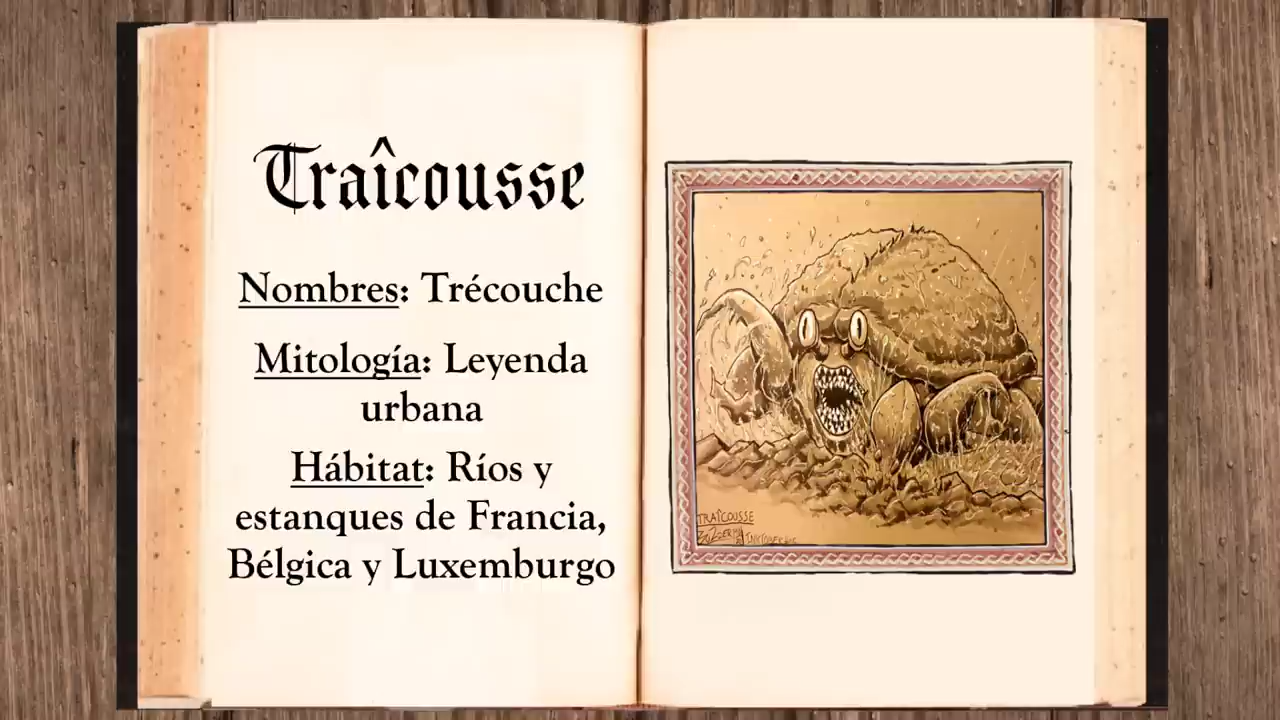 Traîcousse
Nombres: Trécouche
Mitología: Leyenda
urbana
Hábitat: Ríos y
estanques de Francia,
Bélgica y Luxemburgo
TRAÎCOUSSE